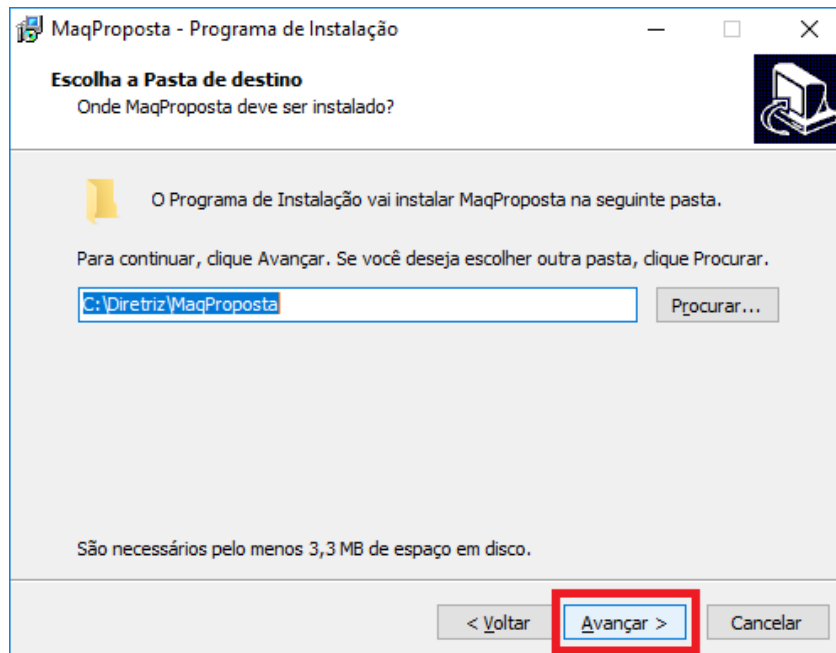 MaqProposta - Programa de Instalação
Escolha a Pasta de destino
Onde MaqProposta deve ser instalado?
O Programa de Instalação vai instalar MaqProposta na seguinte pasta.
Para continuar, clique Avançar. Se você deseja escolher outra pasta, clique Procurar.
C:\Diretriz\MaqProposta
Procurar...
São necessários pelo menos 3,3 MB de espaço em disco.
< Voltar
Avançar >
Cancelar